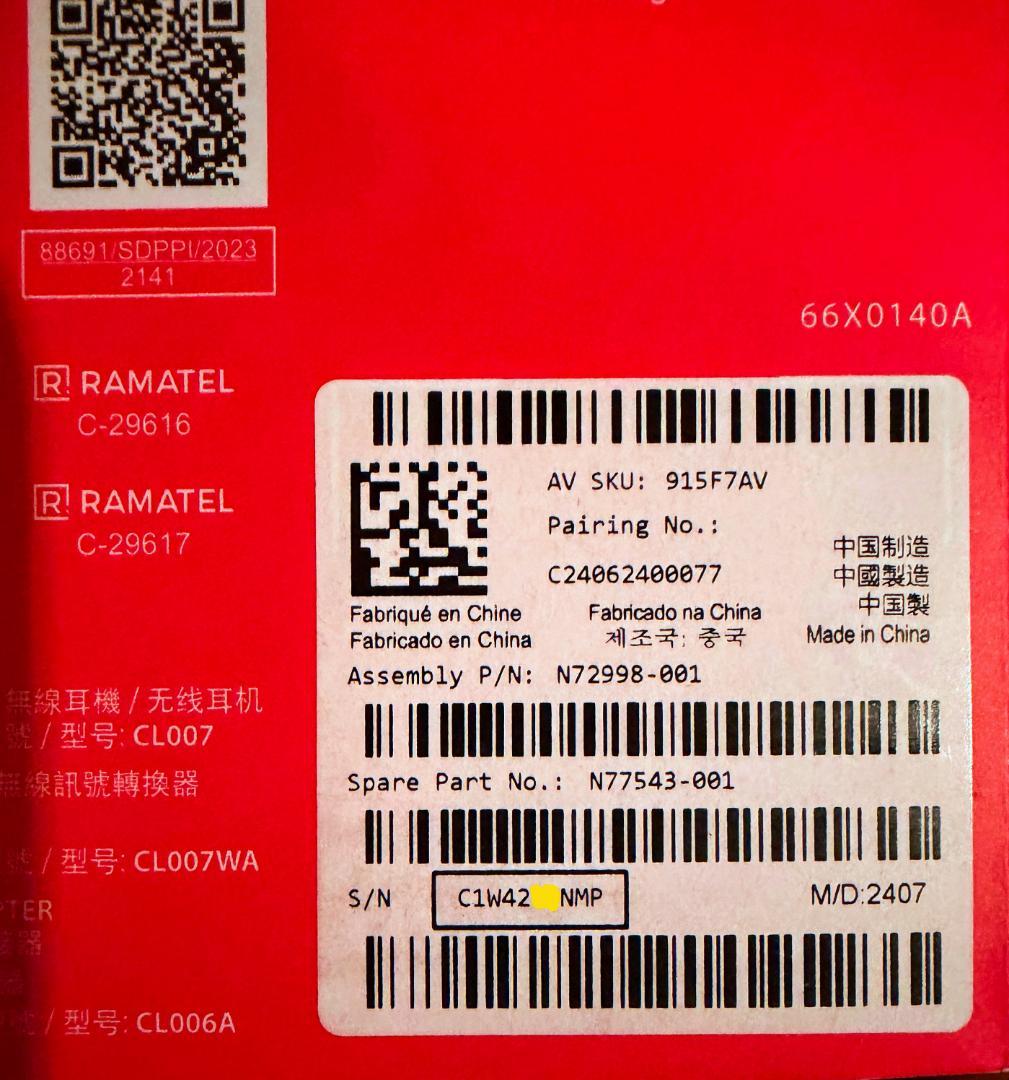 88691/SDPPI/2023
2141
66X0140A
R RAMATEL
C-29616
R RAMATEL
C-29617
無線耳機 / 无线耳机
號 / 型号: CL007
無線訊號轉換器
號 / 型号: CL007WA
號 / 型号: CL006A
AV SKU: 915F7AV
Pairing No.:
C24062400077
中国制造
中國製造
中国製
Made in China
Fabriqué en Chine
Fabricado na China
Fabricado en China
제조국: 중국
Assembly P/N: N72998-001
Spare Part No.: N77543-001
S/N C1W42 NMP
M/D:2407